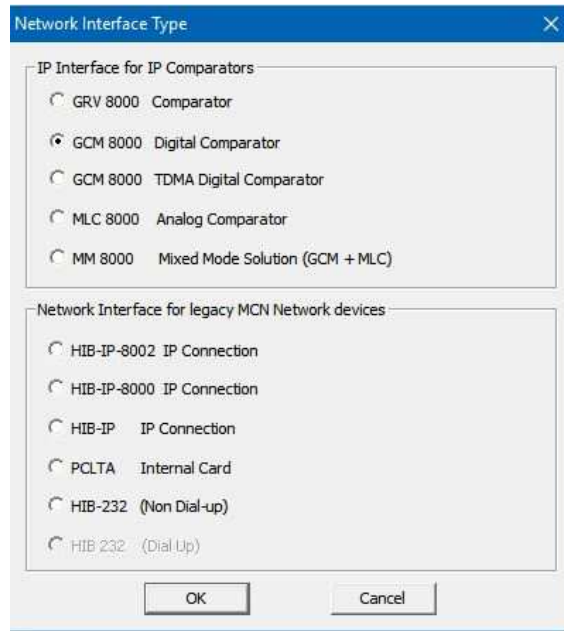 Network Interface Type
IP Interface for IP Comparators
GRV 8000 Comparator
GCM 8000 Digital Comparator
GCM 8000 TDMA Digital Comparator
MLC 8000 Analog Comparator
MM 8000 Mixed Mode Solution (GCM + MLC)
Network Interface for legacy MCN Network devices
HIB-IP-8002 IP Connection
HIB-IP-8000 IP Connection
HIB-IP IP Connection
PCLTA Internal Card
HIB-232 (Non Dial-up)
HIB 232 (Dial Up)
OK Cancel